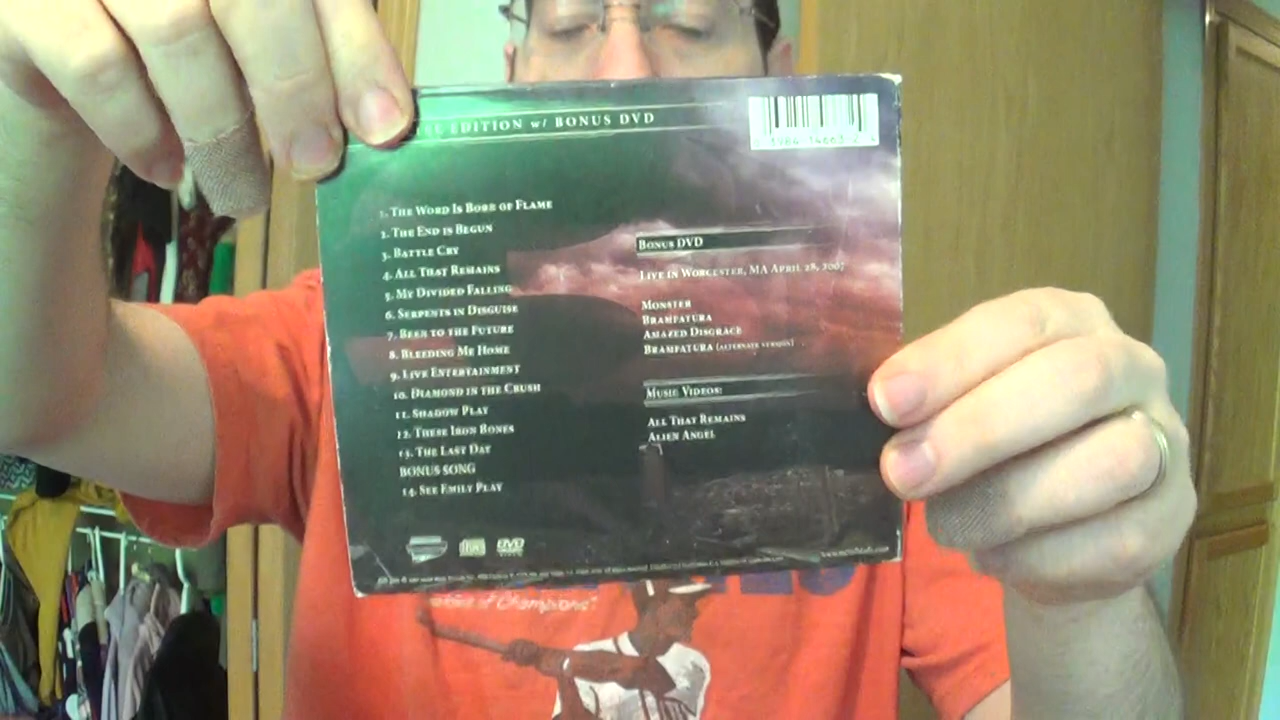 EDITION w/ BONUS DVD
1. The Word Is Born of Flame
2. The End is Begun
3. Battle Cry
4. All That Remains
5. My Divided Falling
6. Serpents in Disguise
7. Been to the Future
8. Bleeding Me Home
9. Live Entertainment
10. Diamond in the Crush
11. Shadow Play
12. These Iron Bones
13. The Last Day
BONUS SONG
14. See Emily Play
Bonus DVD
Live in Worcester, MA April 28, 2007
Monster
Brampatura
Amazed Disgrace
Brampatura (alternate version)
Music Videos:
All That Remains
Alien Angel
DVD
of Champions"